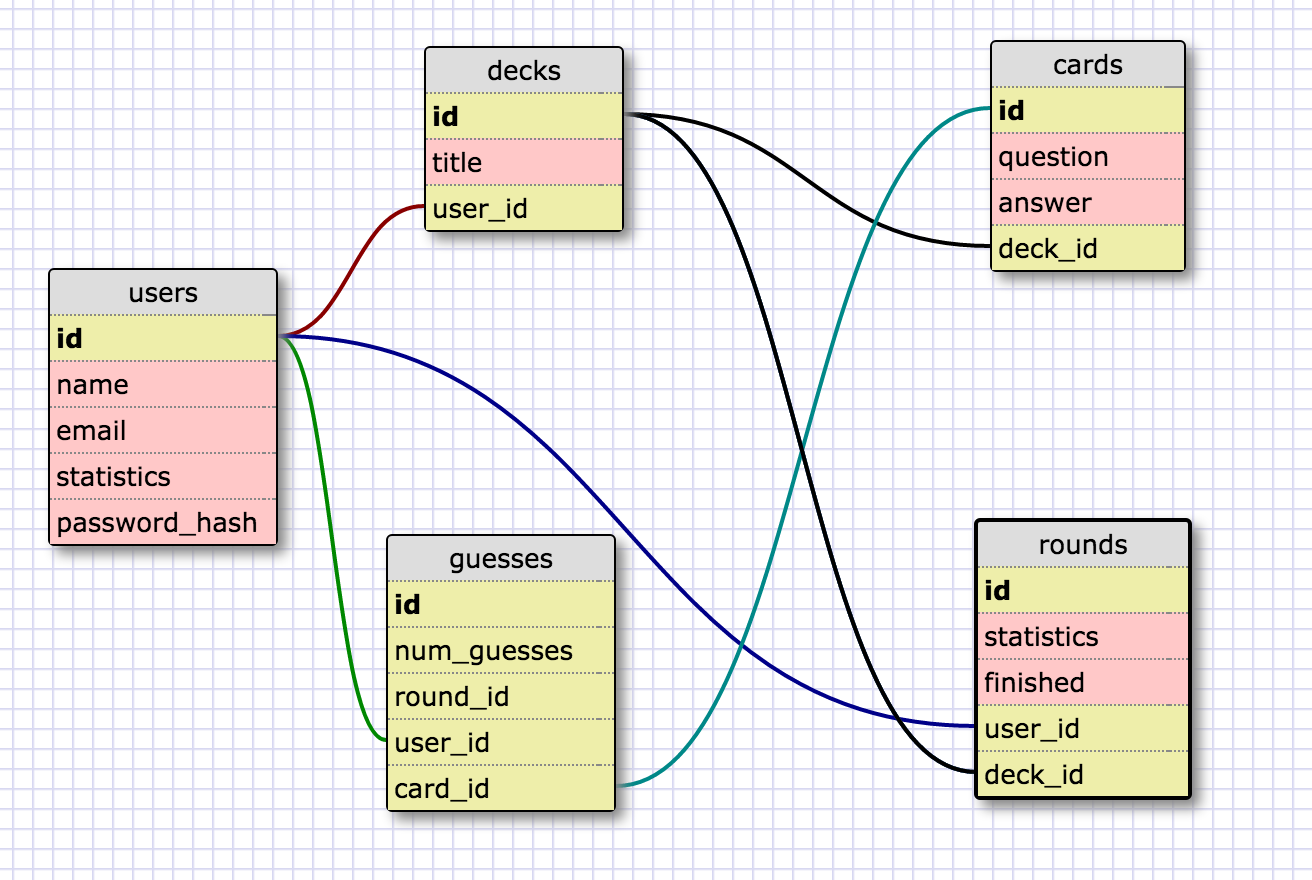 decks
id
title
user_id
cards
id
question
answer
deck_id
users
id
name
email
statistics
password_hash
guesses
id
num_guesses
round_id
user_id
card_id
rounds
id
statistics
finished
user_id
deck_id